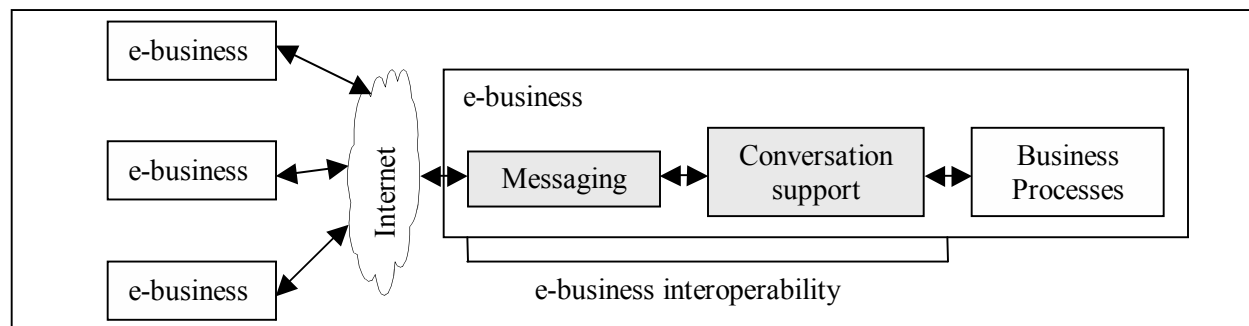 e-business
e-business
e-business
Internet
e-business
Messaging
Conversation
support
Business
Processes
e-business interoperability